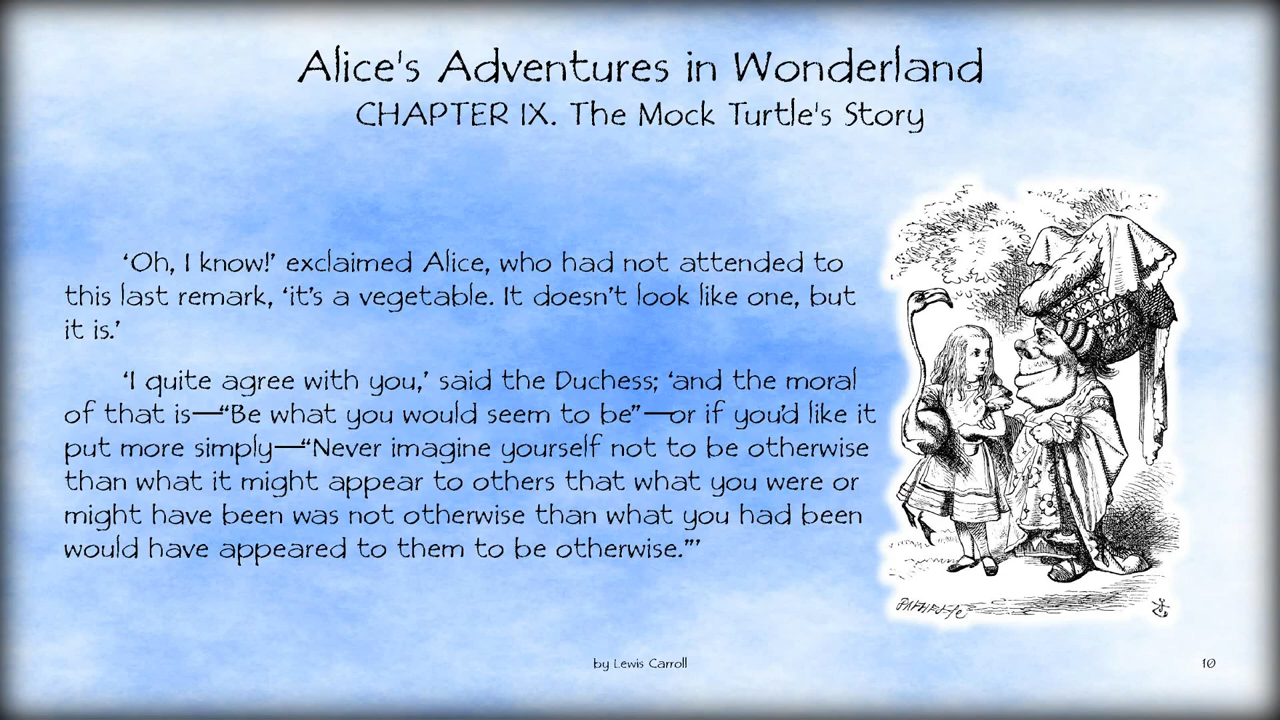 Alice's Adventures in Wonderland
CHAPTER IX. The Mock Turtle's Story
‘Oh, I know!’ exclaimed Alice, who had not attended to
this last remark, ‘it’s a vegetable. It doesn’t look like one, but
it is.’
‘I quite agree with you,’ said the Duchess; ‘and the moral
of that is—“Be what you would seem to be”—or if you’d like it
put more simply—“Never imagine yourself not to be otherwise
than what it might appear to others that what you were or
might have been was not otherwise than what you had been
would have appeared to them to be otherwise.”’
by Lewis Carroll
10